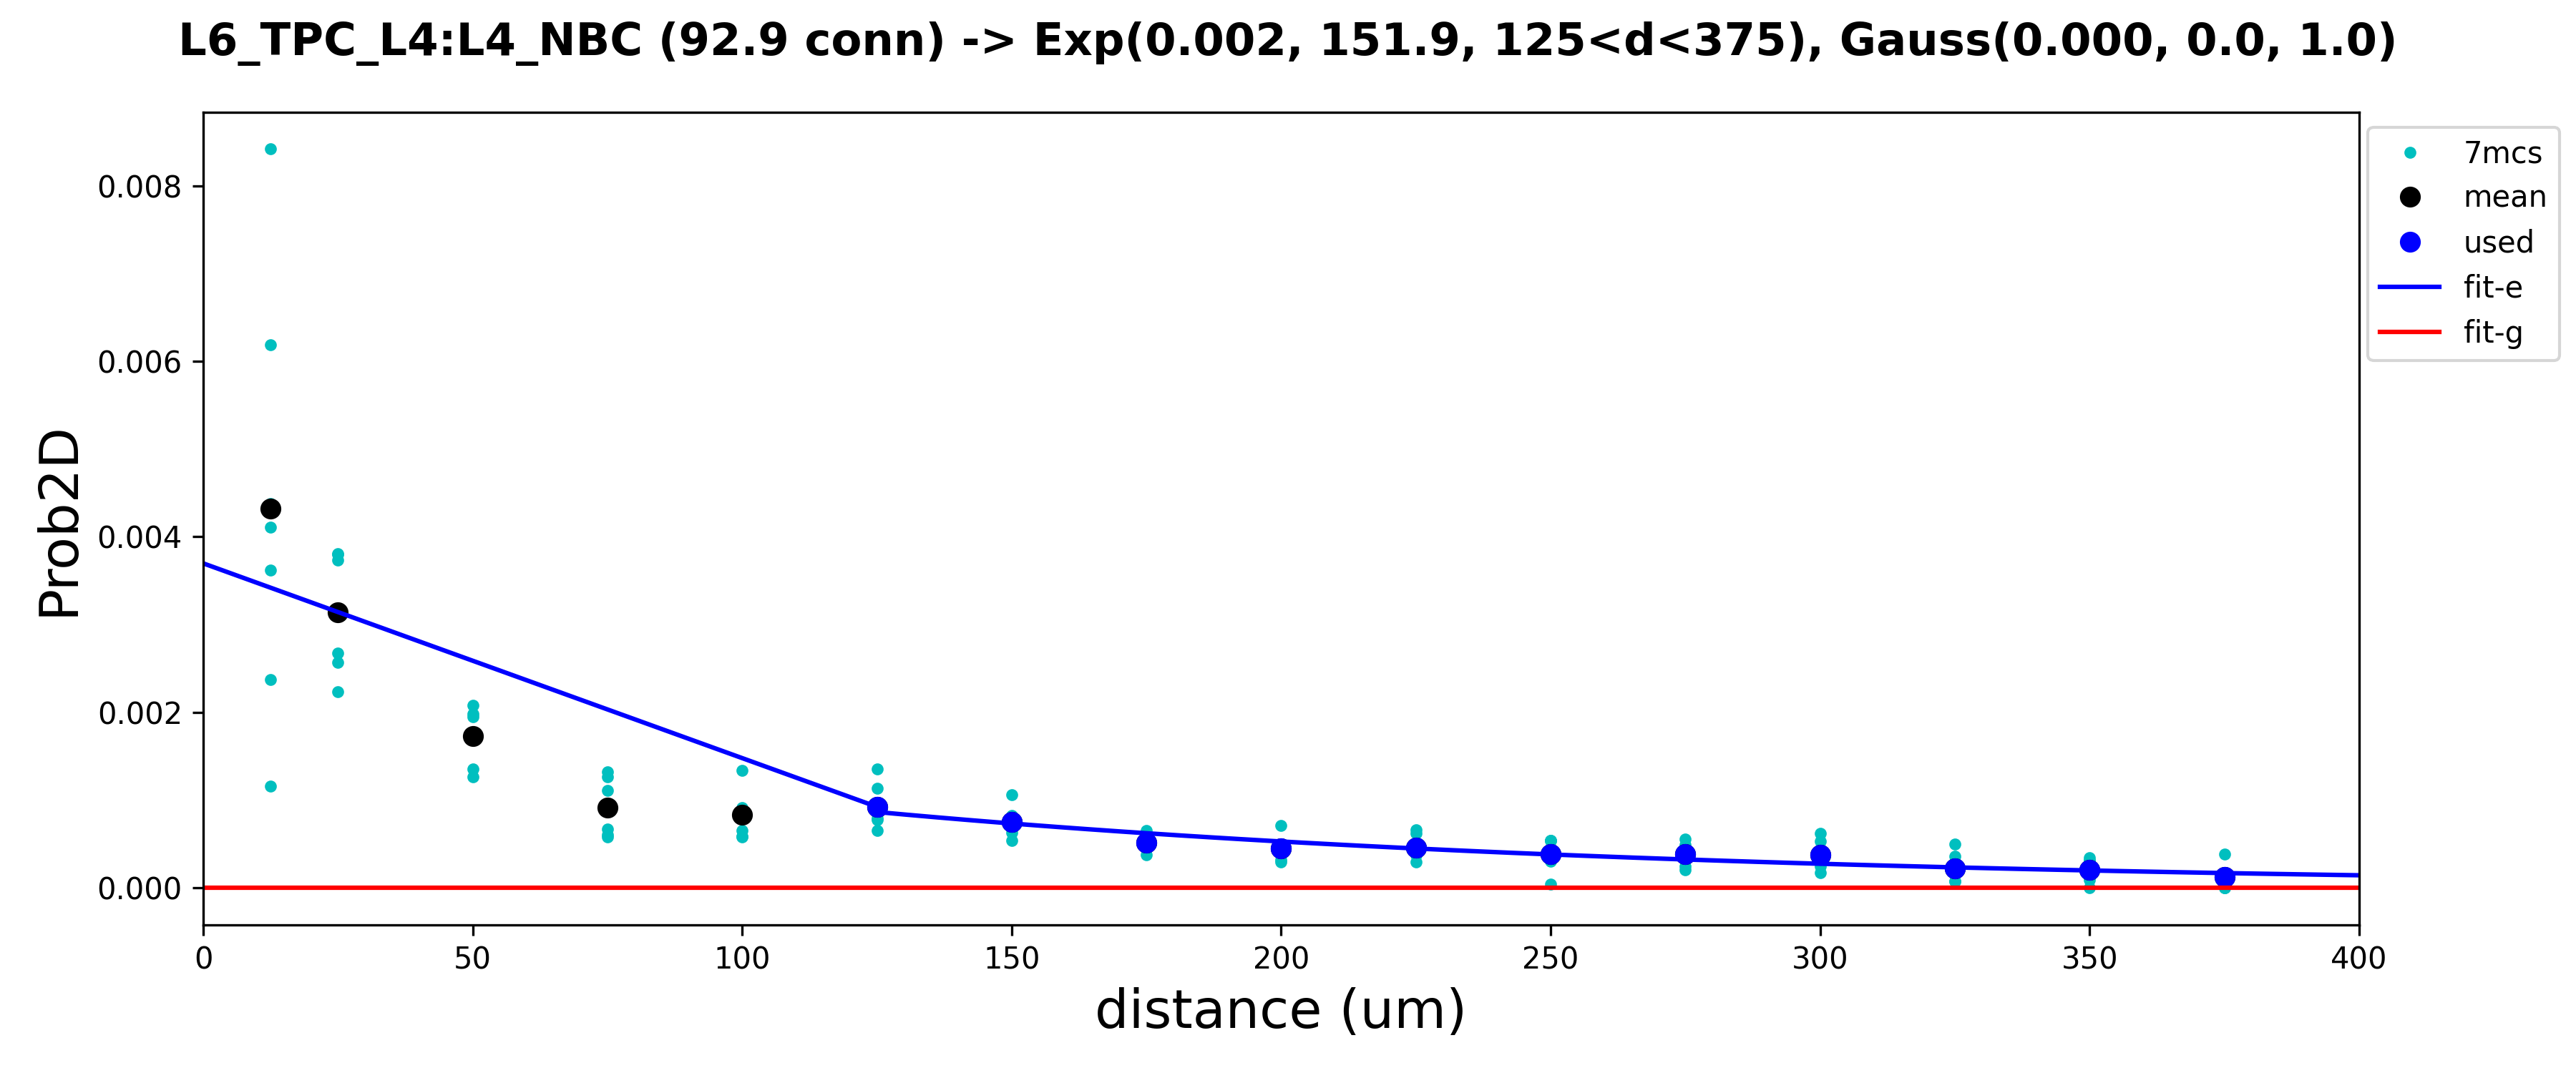 L6_TPC_L4:L4_NBC (92.9 conn) -> Exp(0.002, 151.9, 125<d<375), Gauss(0.000, 0.0, 1.0)
7mcs
mean
used
fit-e
fit-g
Prob2D
0.008
0.006
0.004
0.002
0.000
0 50 100 150 200 250 300 350 400
distance (um)